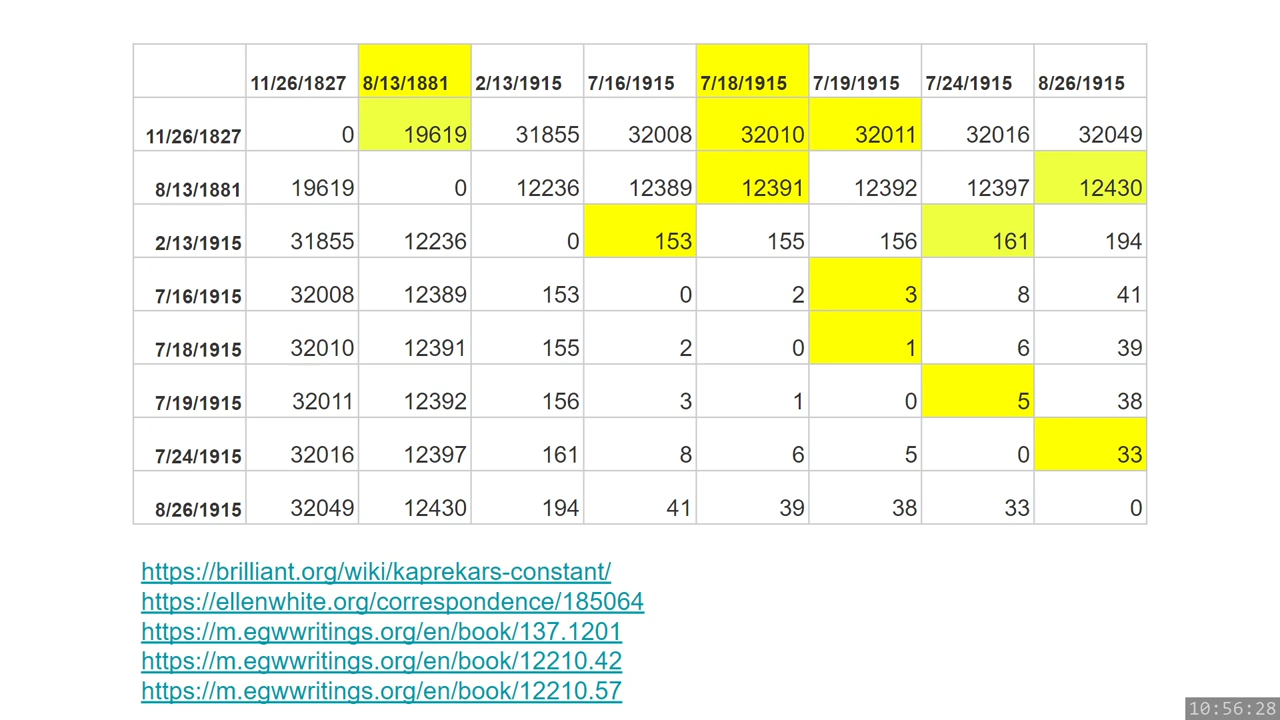 11/26/1827 8/13/1881 2/13/1915 7/16/1915 7/18/1915 7/19/1915 7/24/1915 8/26/1915
11/26/1827 0 19619 31855 32008 32010 32011 32016 32049
8/13/1881 19619 0 12236 12389 12391 12392 12397 12430
2/13/1915 31855 12236 0 153 155 156 161 194
7/16/1915 32008 12389 153 0 2 3 8 41
7/18/1915 32010 12391 155 2 0 1 6 39
7/19/1915 32011 12392 156 3 1 0 5 38
7/24/1915 32016 12397 161 8 6 5 0 33
8/26/1915 32049 12430 194 41 39 38 33 0
https://brilliant.org/wiki/kaprekars-constant/
https://ellenwhite.org/correspondence/185064
https://m.egwwritings.org/en/book/137.1201
https://m.egwwritings.org/en/book/12210.42
https://m.egwwritings.org/en/book/12210.57
10:56:28